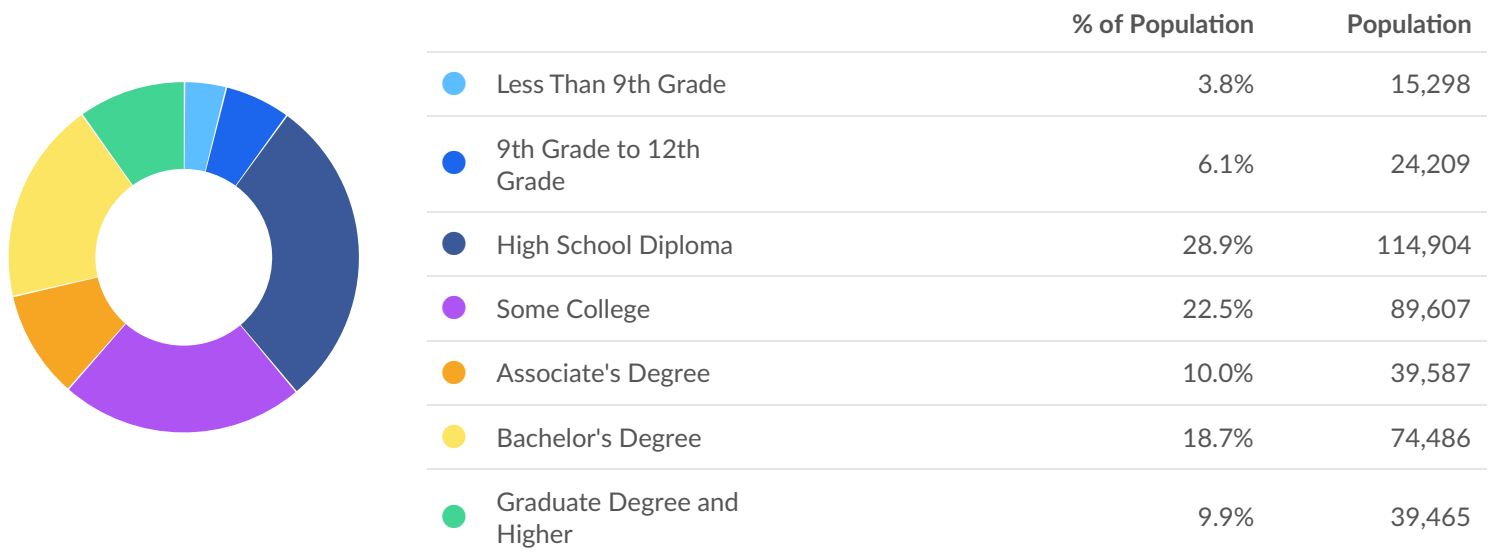 % of Population Population
Less Than 9th Grade 3.8% 15,298
9th Grade to 12th
Grade 6.1% 24,209
High School Diploma 28.9% 114,904
Some College 22.5% 89,607
Associate's Degree 10.0% 39,587
Bachelor's Degree 18.7% 74,486
Graduate Degree and
Higher 9.9% 39,465